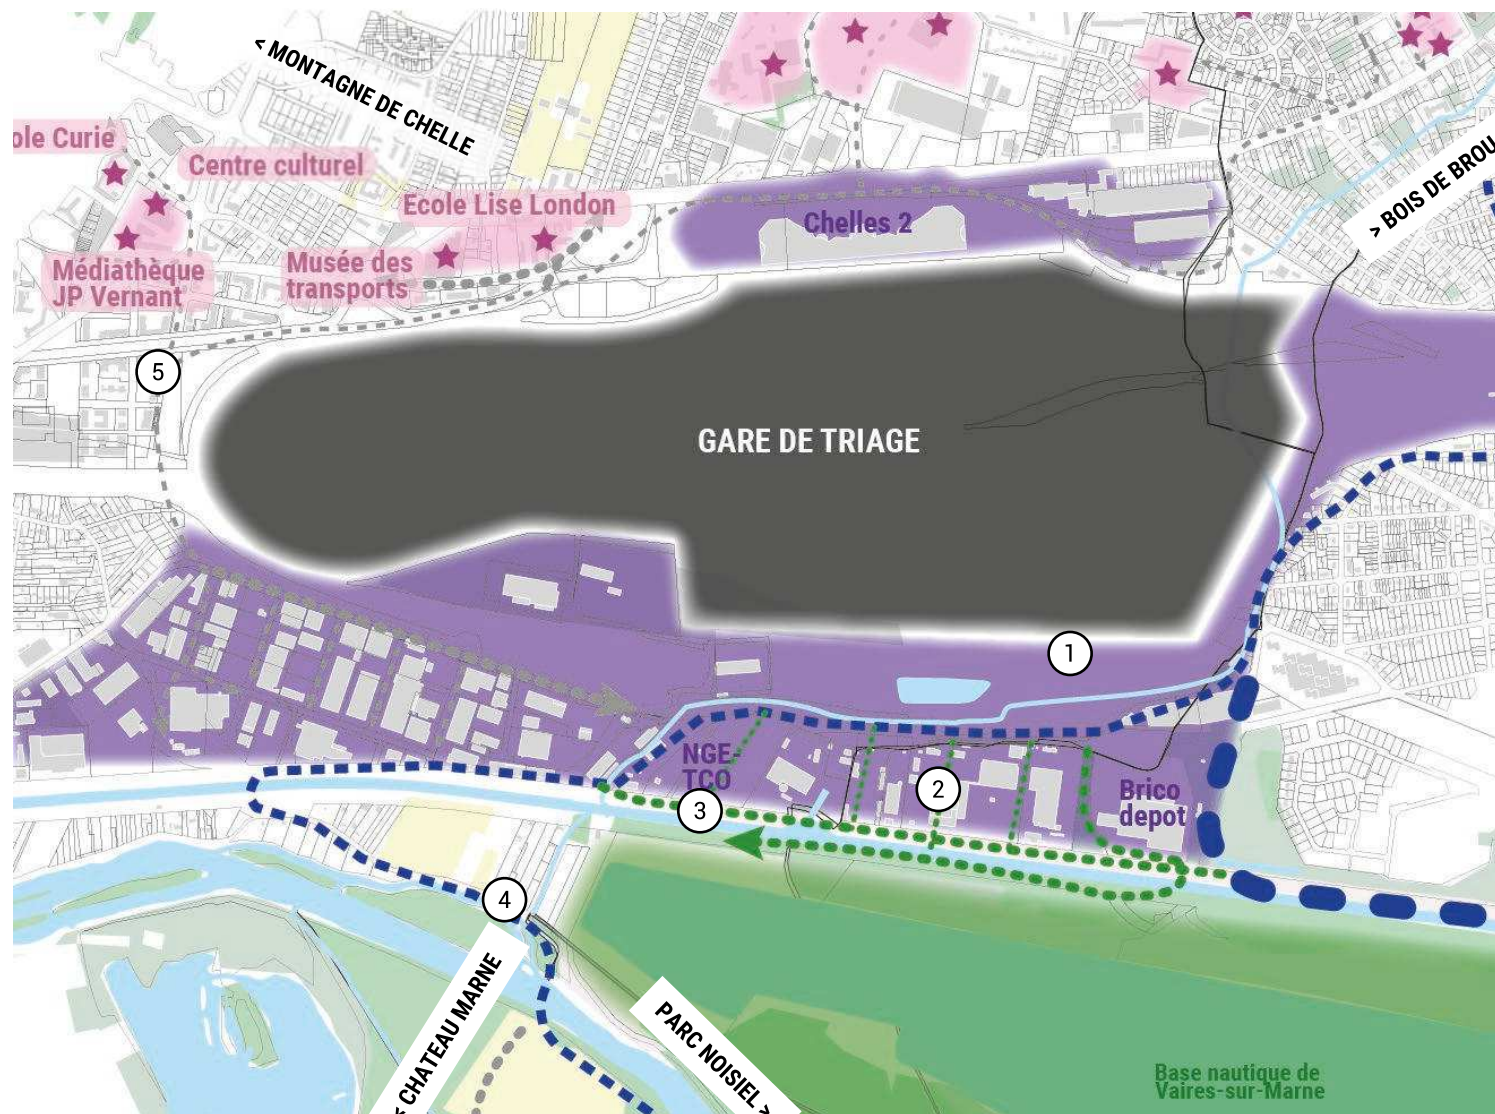 < MONTAGNE DE CHELLE
ole Curie
Centre culturel
Ecole Lise London
Chelles 2
> BOIS DE BROU
Médiathèque
JP Vernant
Musée des
transports
5
GARE DE TRIAGE
1
NGE-
TCO
2
Brico
depot
3
4
< CHATEAU MARNE
PARC NOISIEL >
Base nautique de
Vaires-sur-Marne